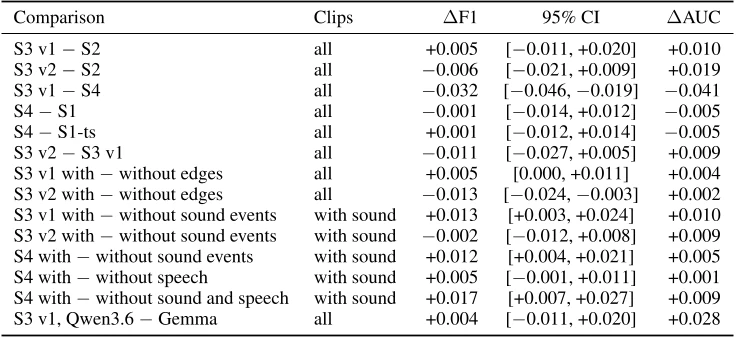 Comparison Clips ΔF1 95% CI ΔAUC
S3 v1 − S2 all +0.005 [−0.011, +0.020] +0.010
S3 v2 − S2 all −0.006 [−0.021, +0.009] +0.019
S3 v1 − S4 all −0.032 [−0.046, −0.019] −0.041
S4 − S1 all −0.001 [−0.014, +0.012] −0.005
S4 − S1-ts all +0.001 [−0.012, +0.014] −0.005
S3 v2 − S3 v1 all −0.011 [−0.027, +0.005] +0.009
S3 v1 with − without edges all +0.005 [0.000, +0.011] +0.004
S3 v2 with − without edges all −0.013 [−0.024, −0.003] +0.002
S3 v1 with − without sound events with sound +0.013 [+0.003, +0.024] +0.010
S3 v2 with − without sound events with sound −0.002 [−0.012, +0.008] +0.009
S4 with − without sound events with sound +0.012 [+0.004, +0.021] +0.005
S4 with − without speech with sound +0.005 [−0.001, +0.011] +0.001
S4 with − without sound and speech with sound +0.017 [+0.007, +0.027] +0.009
S3 v1, Qwen3.6 − Gemma all +0.004 [−0.011, +0.020] +0.028